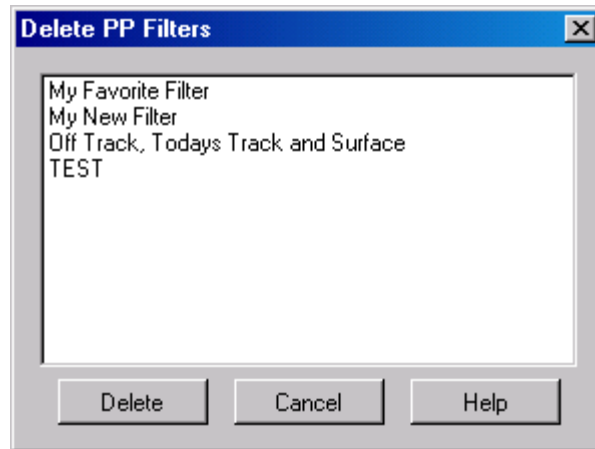 Delete PP Filters
My Favorite Filter
My New Filter
Off Track, Todays Track and Surface
TEST
Delete Cancel Help